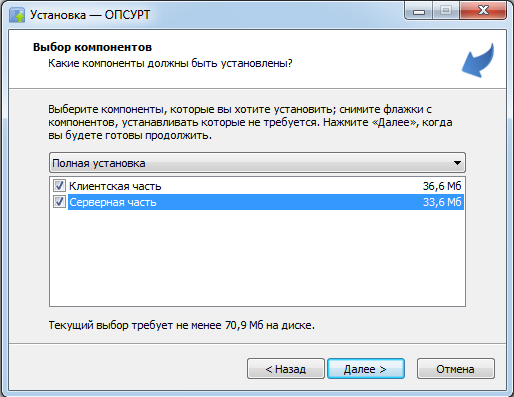 Установка — ОПСУРТ
Выбор компонентов
Какие компоненты должны быть установлены?
Выберите компоненты, которые вы хотите установить; снимите флажки с
компонентов, устанавливать которые не требуется. Нажмите «Далее», когда
вы будете готовы продолжить.
Полная установка
Клиентская часть 36,6 Мб
Серверная часть 33,6 Мб
Текущий выбор требует не менее 70,9 Мб на диске.
< Назад Далее > Отмена